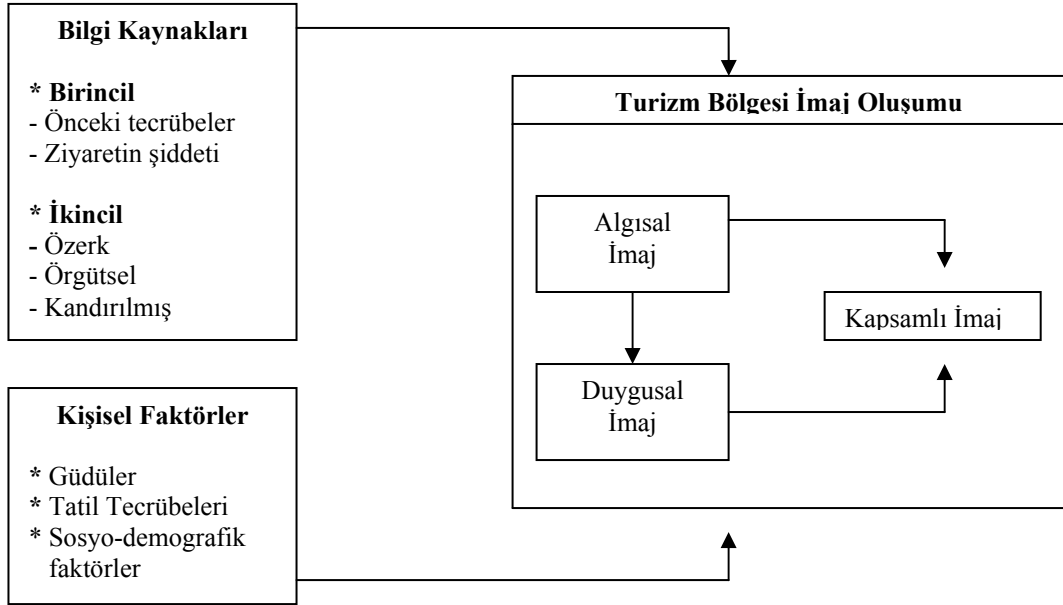 Bilgi Kaynakları
* Birincil
- Önceki tecrübeler
- Ziyaretin şiddeti
* İkincil
- Özerk
- Örgütsel
- Kandırılmış
Kişisel Faktörler
* Güdüler
* Tatil Tecrübeleri
* Sosyo-demografik
faktörler
Turizm Bölgesi İmaj Oluşumu
Algısal
İmaj
Duygusal
İmaj
Kapsamlı İmaj